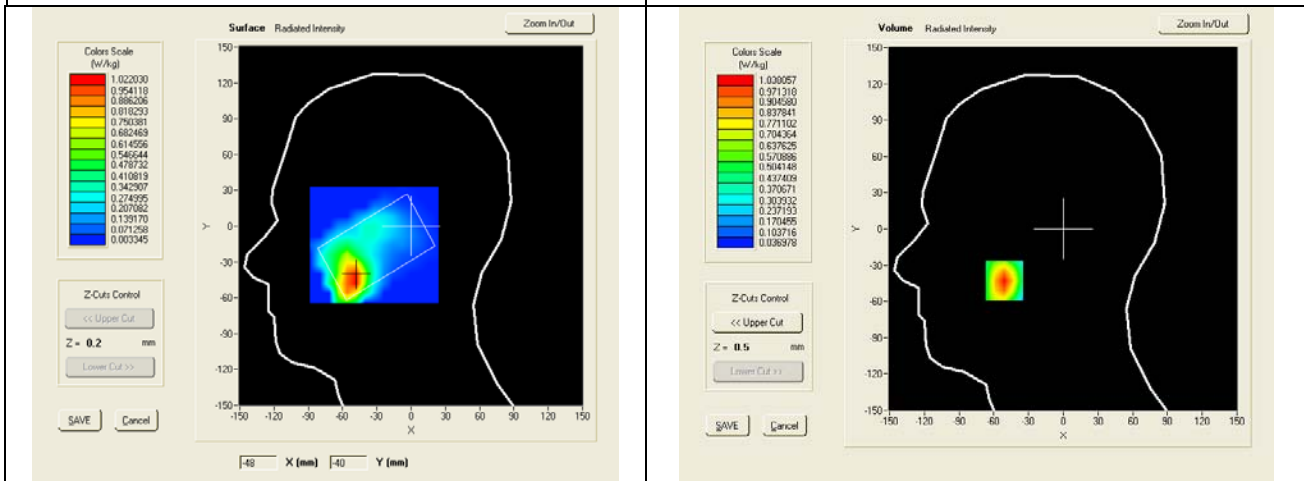 Surface Radiated Intensity
Zoom In/Out
Colors Scale
(W/kg)
1.022030
0.954118
0.886206
0.818293
0.750381
0.682469
0.614556
0.546644
0.478732
0.410819
0.342907
0.274995
0.207082
0.139170
0.071258
0.003345
Z-Cuts Control
<< Upper Cut
Z = 0.2 mm
Lower Cut >>
SAVE
Cancel
150
120
90
60
30
0
-30
-60
-90
-120
-150
Y
-150 -120 -90 -60 -30 0 30 60 90 120 150
X
-48 X (mm) -40 Y (mm)
Volume Radiated Intensity
Zoom In/Out
Colors Scale
(W/kg)
1.038057
0.971318
0.904580
0.837841
0.771102
0.704364
0.637625
0.570886
0.504148
0.437409
0.370671
0.303932
0.237193
0.170455
0.103716
0.036978
Z-Cuts Control
<< Upper Cut
Z = 0.5 mm
Lower Cut >>
SAVE
Cancel
150
120
90
60
30
0
-30
-60
-90
-120
-150
Y
-150 -120 -90 -60 -30 0 30 60 90 120 150
X